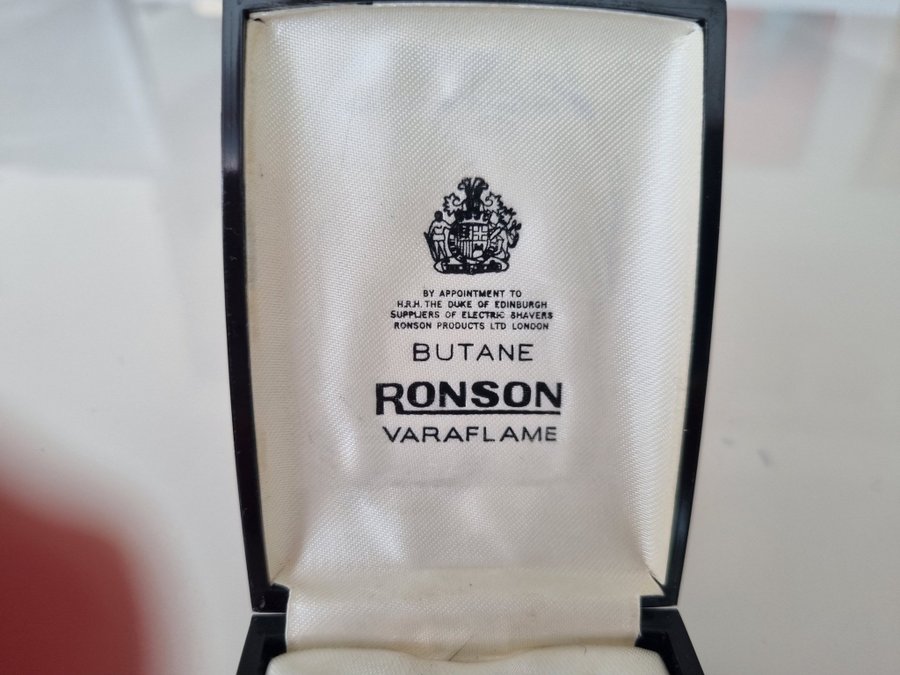 BY APPOINTMENT TO
H.R.H. THE DUKE OF EDINBURGH
SUPPLIERS OF ELECTRIC SHAVERS
RONSON PRODUCTS LTD LONDON
BUTANE
RONSON
VARAFLAME